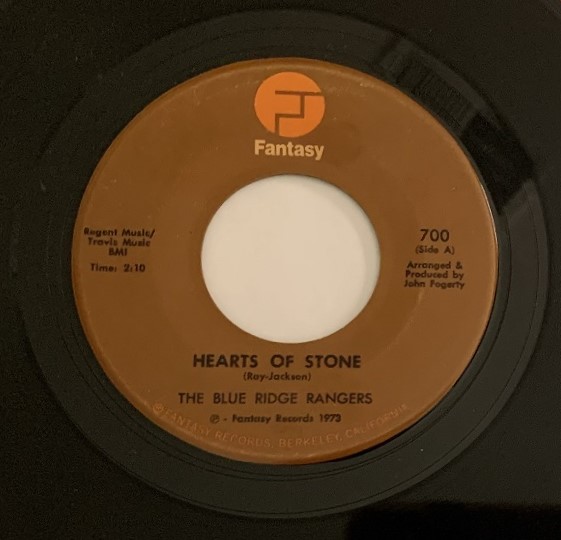 Fantasy
Regent Music/
Travis Music
BMI
Time: 2:10
700
(Side A)
Arranged &
Produced by
John Fogerty
HEARTS OF STONE
(Ray-Jackson)
THE BLUE RIDGE RANGERS
℗ - Fantasy Records 1973
© FANTASY RECORDS, BERKELEY, CALIFORNIA